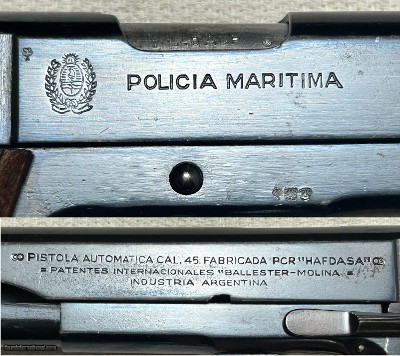 POLICIA MARITIMA
PISTOLA AUTOMATICA CAL. .45 FABRICADA POR "HAFDASA"
PATENTES INTERNACIONALES "BALLESTER-MOLINA
INDUSTRIA ARGENTINA